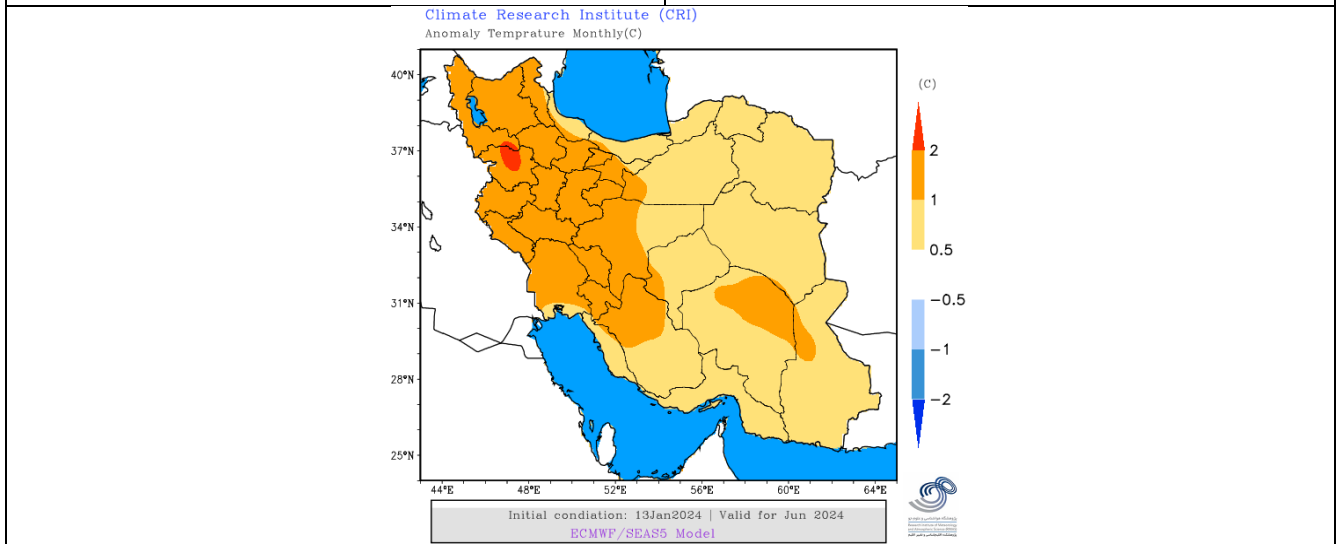 Climate Research Institute (CRI)
Anomaly Temprature Monthly(C)
40°N
37°N
34°N
31°N
28°N
25°N
44°E 48°E 52°E 56°E 60°E 64°E
(C)
2
1
0.5
−0.5
−1
−2
Initial condiation: 13Jan2024 | Valid for Jun 2024
ECMWF/SEAS5 Model